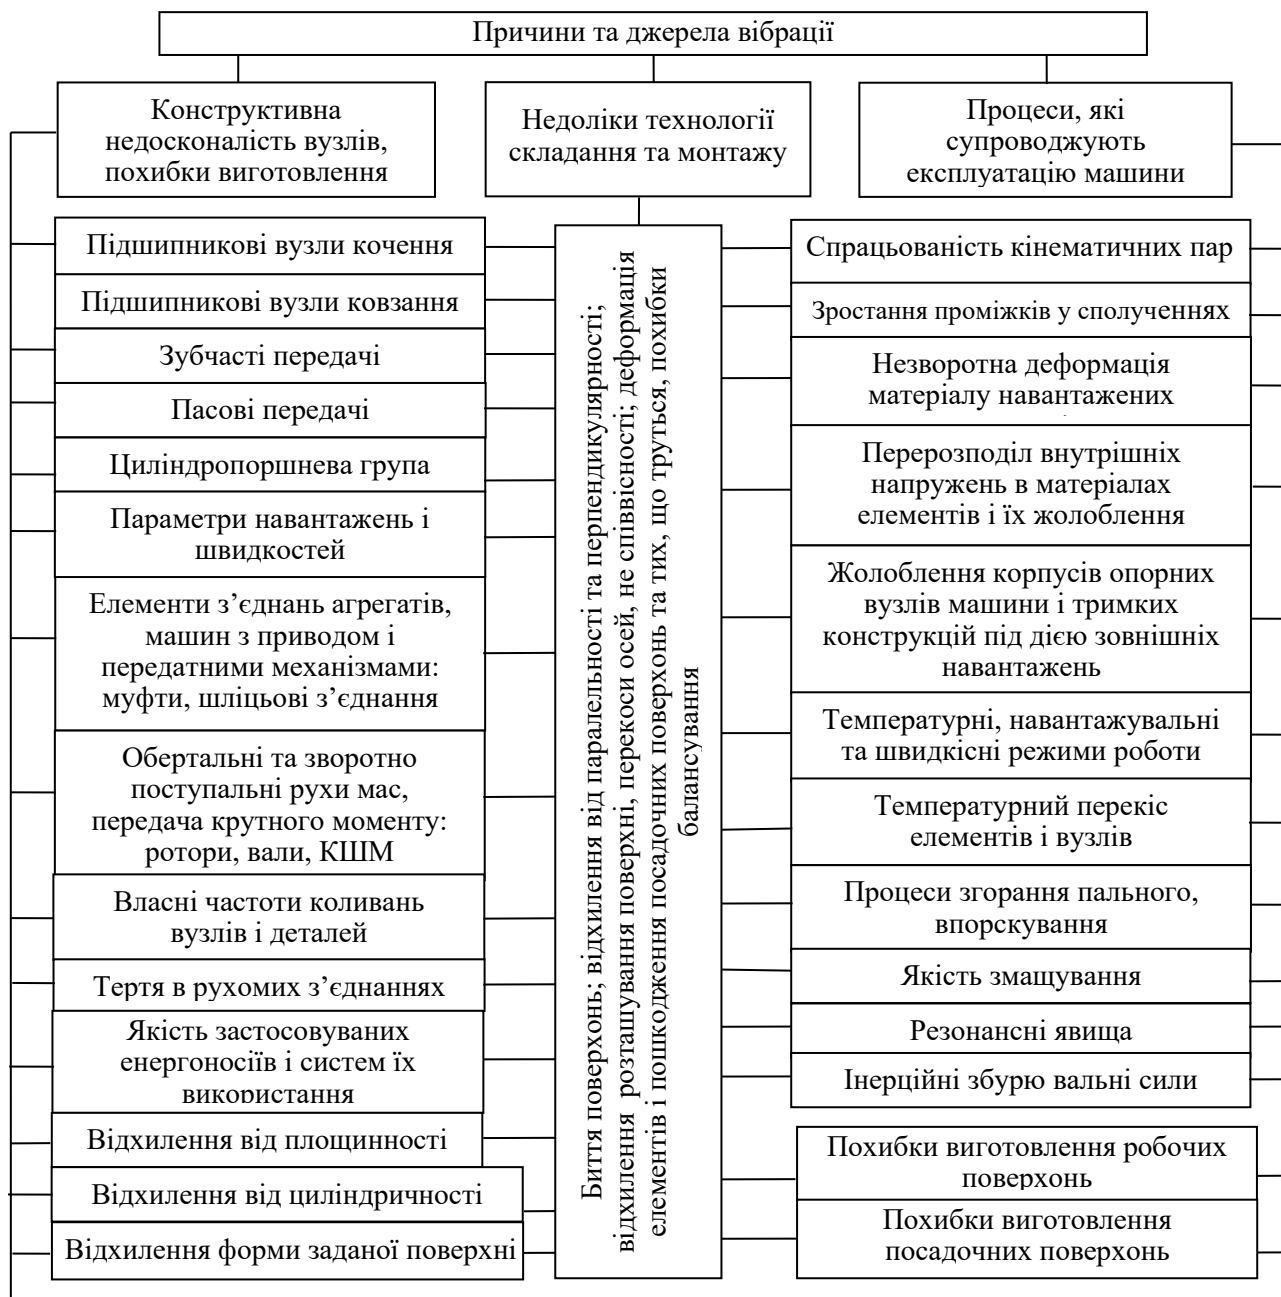 Причини та джерела вібрації
Конструктивна
недосконалість вузлів,
похибки виготовлення
Недоліки технології
складання та монтажу
Процеси, які
супроводжують
експлуатацію машини
Підшипникові вузли кочення
Підшипникові вузли ковзання
Зубчасті передачі
Пасові передачі
Циліндропоршнева група
Параметри навантажень і
швидкостей
Елементи з’єднань агрегатів,
машин з приводом і
передатними механізмами:
муфти, шліцьові з’єднання
Обертальні та зворотно
поступальні рухи мас,
передача крутного моменту:
ротори, вали, КШМ
Власні частоти коливань
вузлів і деталей
Тертя в рухомих з’єднаннях
Якість застосовуваних
енергоносіїв і систем їх
використання
Відхилення від площинності
Відхилення від циліндричності
Відхилення форми заданої поверхні
Биття поверхонь; відхилення від паралельності та перпендикулярності;
відхилення розташування поверхні, перекоси осей, не співвісності; деформація
елементів і пошкодження посадочних поверхонь та тих, що труться, похибки
балансування
Спрацьованість кінематичних пар
Зростання проміжків у сполученнях
Незворотна деформація
матеріалу навантажених
Перерозподіл внутрішніх
напружень в матеріалах
елементів і їх жолоблення
Жолоблення корпусів опорних
вузлів машини і тримких
конструкцій під дією зовнішніх
навантажень
Температурні, навантажувальні
та швидкісні режими роботи
Температурний перекіс
елементів і вузлів
Процеси згорання пального,
впорскування
Якість змащування
Резонансні явища
Інерційні збурю вальні сили
Похибки виготовлення робочих
поверхонь
Похибки виготовлення
посадочних поверхонь